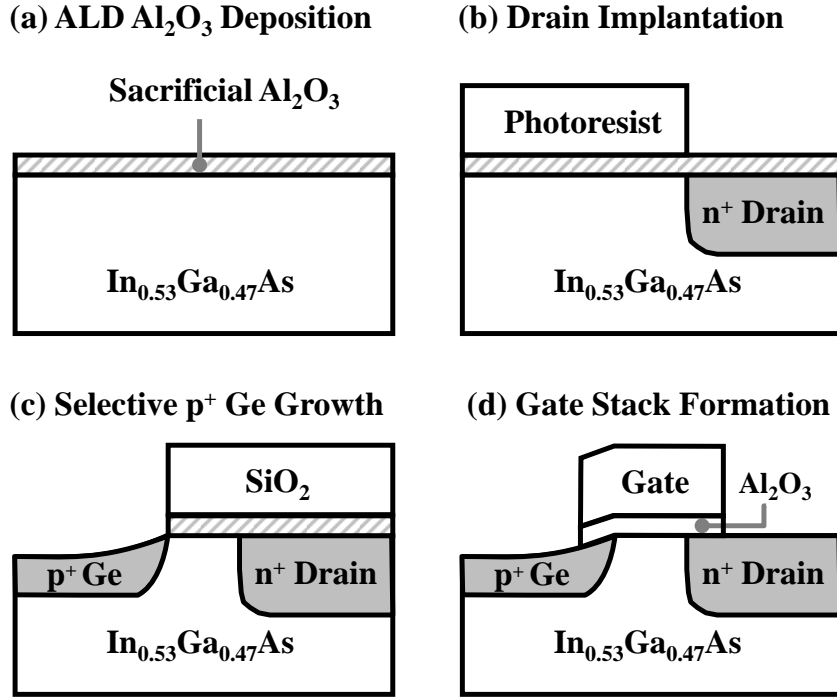 (a) ALD Al₂O₃ Deposition
Sacrificial Al₂O₃
In₀.₅₃Ga₀.₄₇As
(b) Drain Implantation
Photoresist
n⁺ Drain
In₀.₅₃Ga₀.₄₇As
(c) Selective p⁺ Ge Growth
SiO₂
p⁺ Ge
n⁺ Drain
In₀.₅₃Ga₀.₄₇As
(d) Gate Stack Formation
Gate
Al₂O₃
p⁺ Ge
n⁺ Drain
In₀.₅₃Ga₀.₄₇As